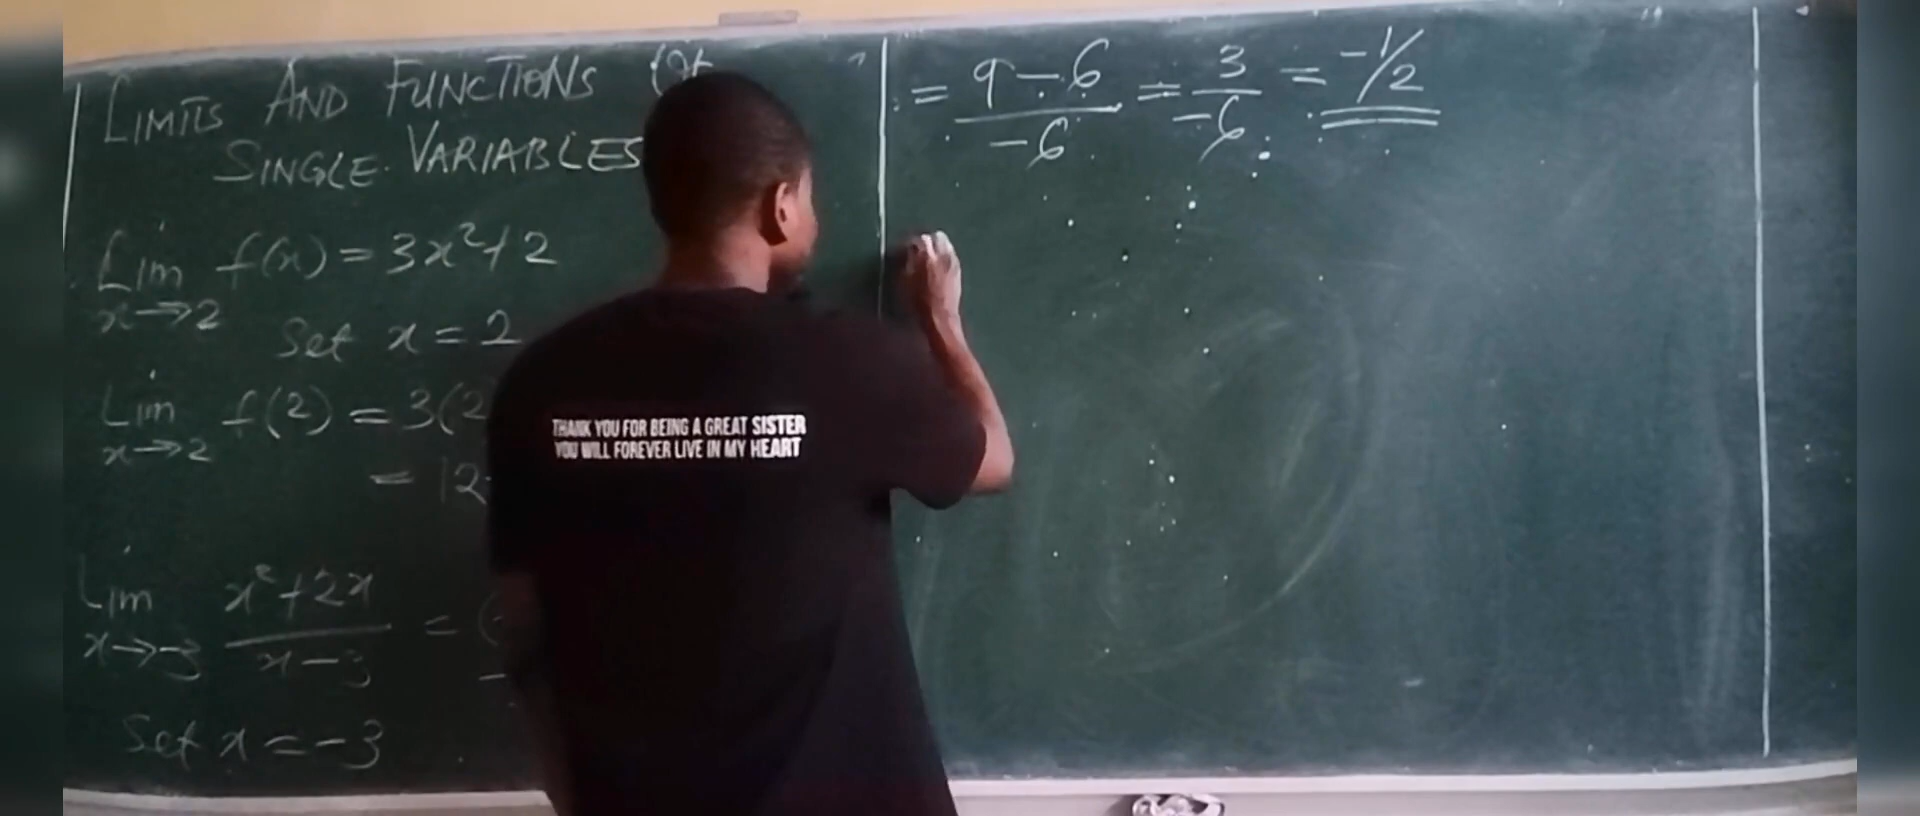 LIMITS AND FUNCTIONS OF
SINGLE VARIABLES
Lim f(x) = 3x²+2
x→2
Set x = 2
Lim f(2) = 3(2
x→2
= 12
Lim x²+2x
x→-3 x-3 =
Set x = -3
= 9-6 = 3 = -1/2
-6 -6
THANK YOU FOR BEING A GREAT SISTER
YOU WILL FOREVER LIVE IN MY HEART